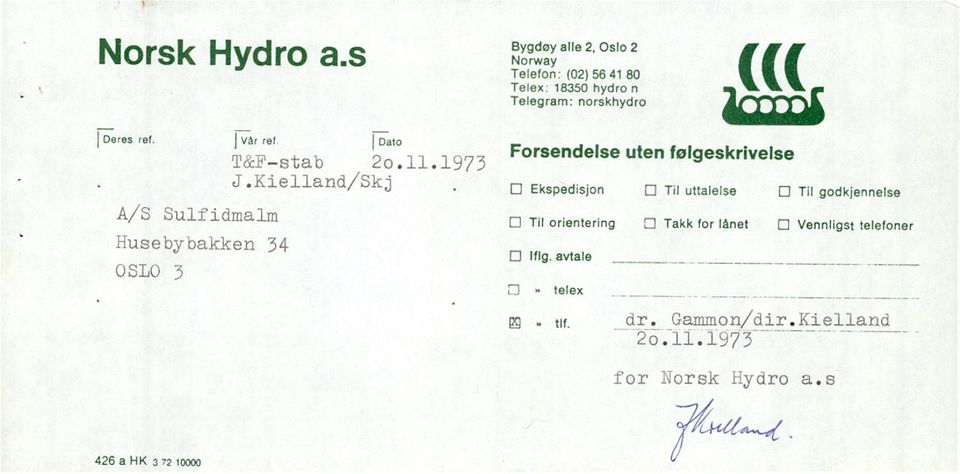 Norsk Hydro a.s
Bygdøy alle 2, Oslo 2
Norway
Telefon: (02) 56 41 80
Telex: 18350 hydro n
Telegram: norskhydro
Deres ref. Vår ref. Dato
T&F-stab 2o.11.1973
J.Kielland/Skj
A/S Sulfidmalm
Husebybakken 34
OSLO 3
Forsendelse uten følgeskrivelse
Ekspedisjon Til uttalelse Til godkjennelse
Til orientering Takk for lånet Vennligst telefoner
Iflg. avtale
" telex
x " tlf. dr. Gammon/dir.Kielland
2o.11.1973
for Norsk Hydro a.s
JKielland.
426 a HK 3 72 10000